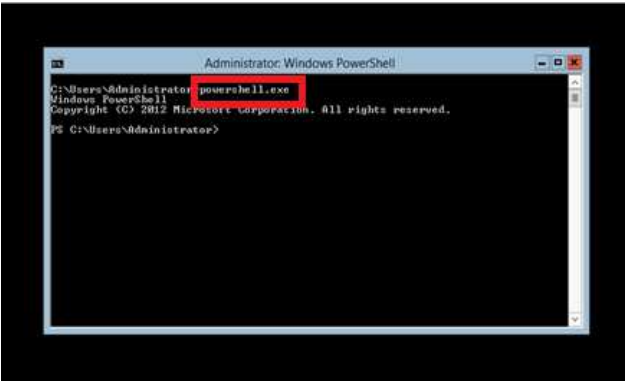 Administrator: Windows PowerShell
C:\Users\Administrator>powershell.exe
Windows PowerShell
Copyright (C) 2012 Microsoft Corporation. All rights reserved.
PS C:\Users\Administrator>